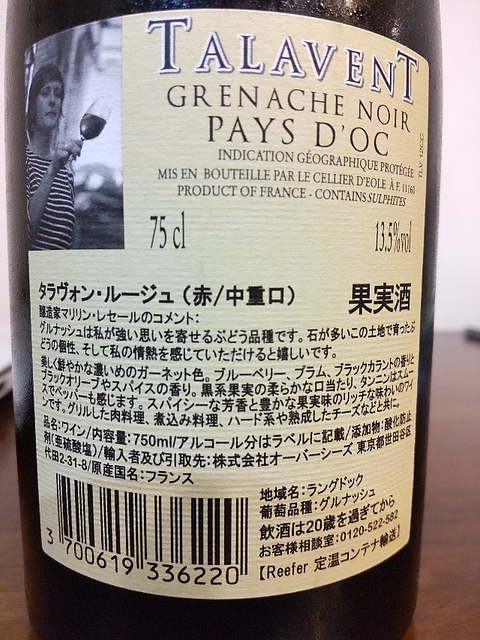 TALAVENT
GRENACHE NOIR
PAYS D'OC
INDICATION GÉOGRAPHIQUE PROTÉGÉE
MIS EN BOUTEILLE PAR LE CELLIER D'EOLE À F. 11360
PRODUCT OF FRANCE - CONTAINS SULPHITES
75 cl
13.5%vol
タラヴォン・ルージュ（赤/中重口）
果実酒
醸造家マリリン・レセールのコメント:
グルナッシュは私が強い思いを寄せるぶどう品種です。石が多いこの土地で育ったぶ
どうの個性、そして私の情熱を感じていただけると嬉しいです。
美しく鮮やかな濃いめのガーネット色。ブルーベリー、プラム、ブラックカラントの香りと
ブラックオリーブやスパイスの香り。黒系果実の柔らかな口当たり、タンニンはスムー
スでペッパーも感じます。スパイシーな芳香と豊かな果実味のリッチな味わいのワイ
ンです。グリルした肉料理、煮込み料理、ハード系や熟成したチーズなどと共に。
品名:ワイン/内容量:750ml/アルコール分はラベルに記載/添加物:酸化防止
剤(亜硫酸塩)/輸入者及び引取先:株式会社オーバーシーズ 東京都世田谷区
代田2-31-8/原産国名:フランス
地域名:ラングドック
葡萄品種:グルナッシュ
飲酒は20歳を過ぎてから
お客様相談室:0120-522-582
【Reefer 定温コンテナ輸送】
3 700619 336220